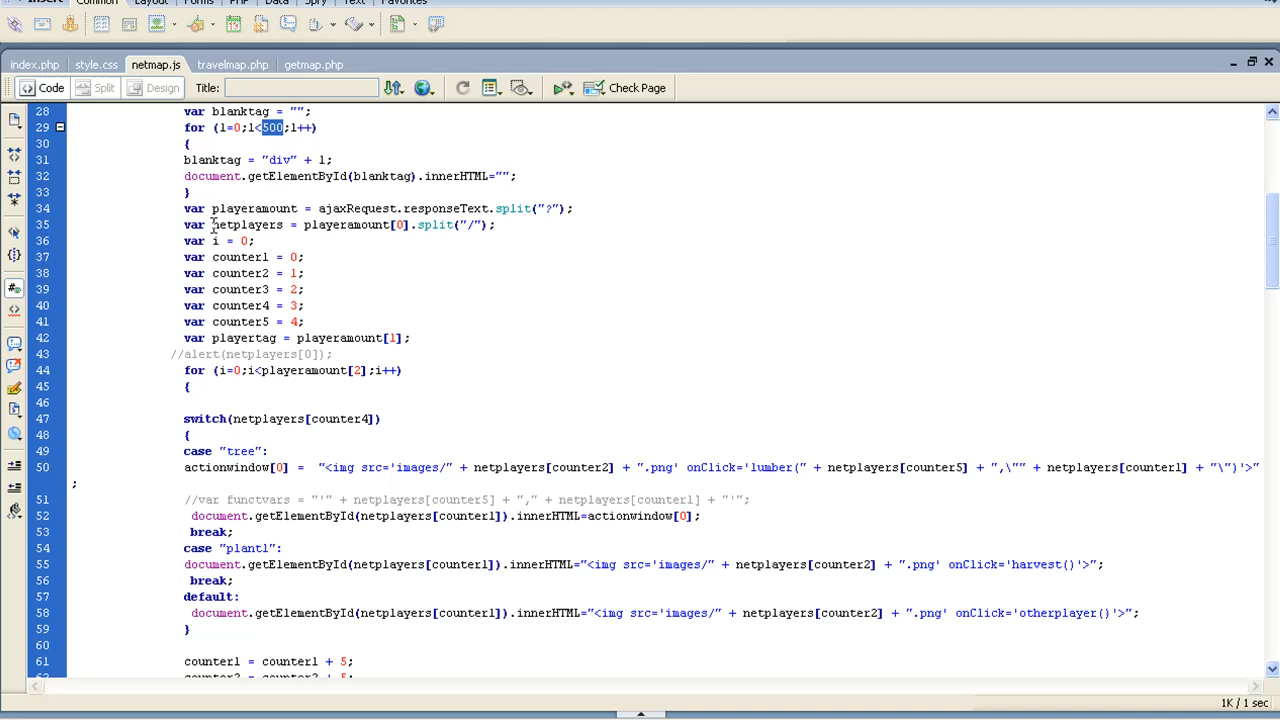 Insert Common Layout Forms PHP Data Spry Text Favorites
index.php style.css netmap.js travelmap.php getmap.php
Code Split Design Title: Check Page
28 var blanktag = "";
29 for (l=0;l<500;l++)
30 {
31 blanktag = "div" + l;
32 document.getElementById(blanktag).innerHTML="";
33 }
34 var playeramount = ajaxRequest.responseText.split("?");
35 var netplayers = playeramount[0].split("/");
36 var i = 0;
37 var counter1 = 0;
38 var counter2 = 1;
39 var counter3 = 2;
40 var counter4 = 3;
41 var counter5 = 4;
42 var playertag = playeramount[1];
43 //alert(netplayers[0]);
44 for (i=0;i<playeramount[2];i++)
45 {
46
47 switch(netplayers[counter4])
48 {
49 case "tree":
50 actionwindow[0] = "<img src='images/" + netplayers[counter2] + ".png' onClick='lumber(" + netplayers[counter5] + ",\"" + netplayers[counter1] + "\")'>"
;
51 //var functvars = "'" + netplayers[counter5] + "," + netplayers[counter1] + "'";
52 document.getElementById(netplayers[counter1]).innerHTML=actionwindow[0];
53 break;
54 case "plant1":
55 document.getElementById(netplayers[counter1]).innerHTML="<img src='images/" + netplayers[counter2] + ".png' onClick='harvest()'>";
56 break;
57 default:
58 document.getElementById(netplayers[counter1]).innerHTML="<img src='images/" + netplayers[counter2] + ".png' onClick='otherplayer()'>";
59 }
60
61 counter1 = counter1 + 5;
62 counter2 = counter2 + 5;
1K / 1 sec